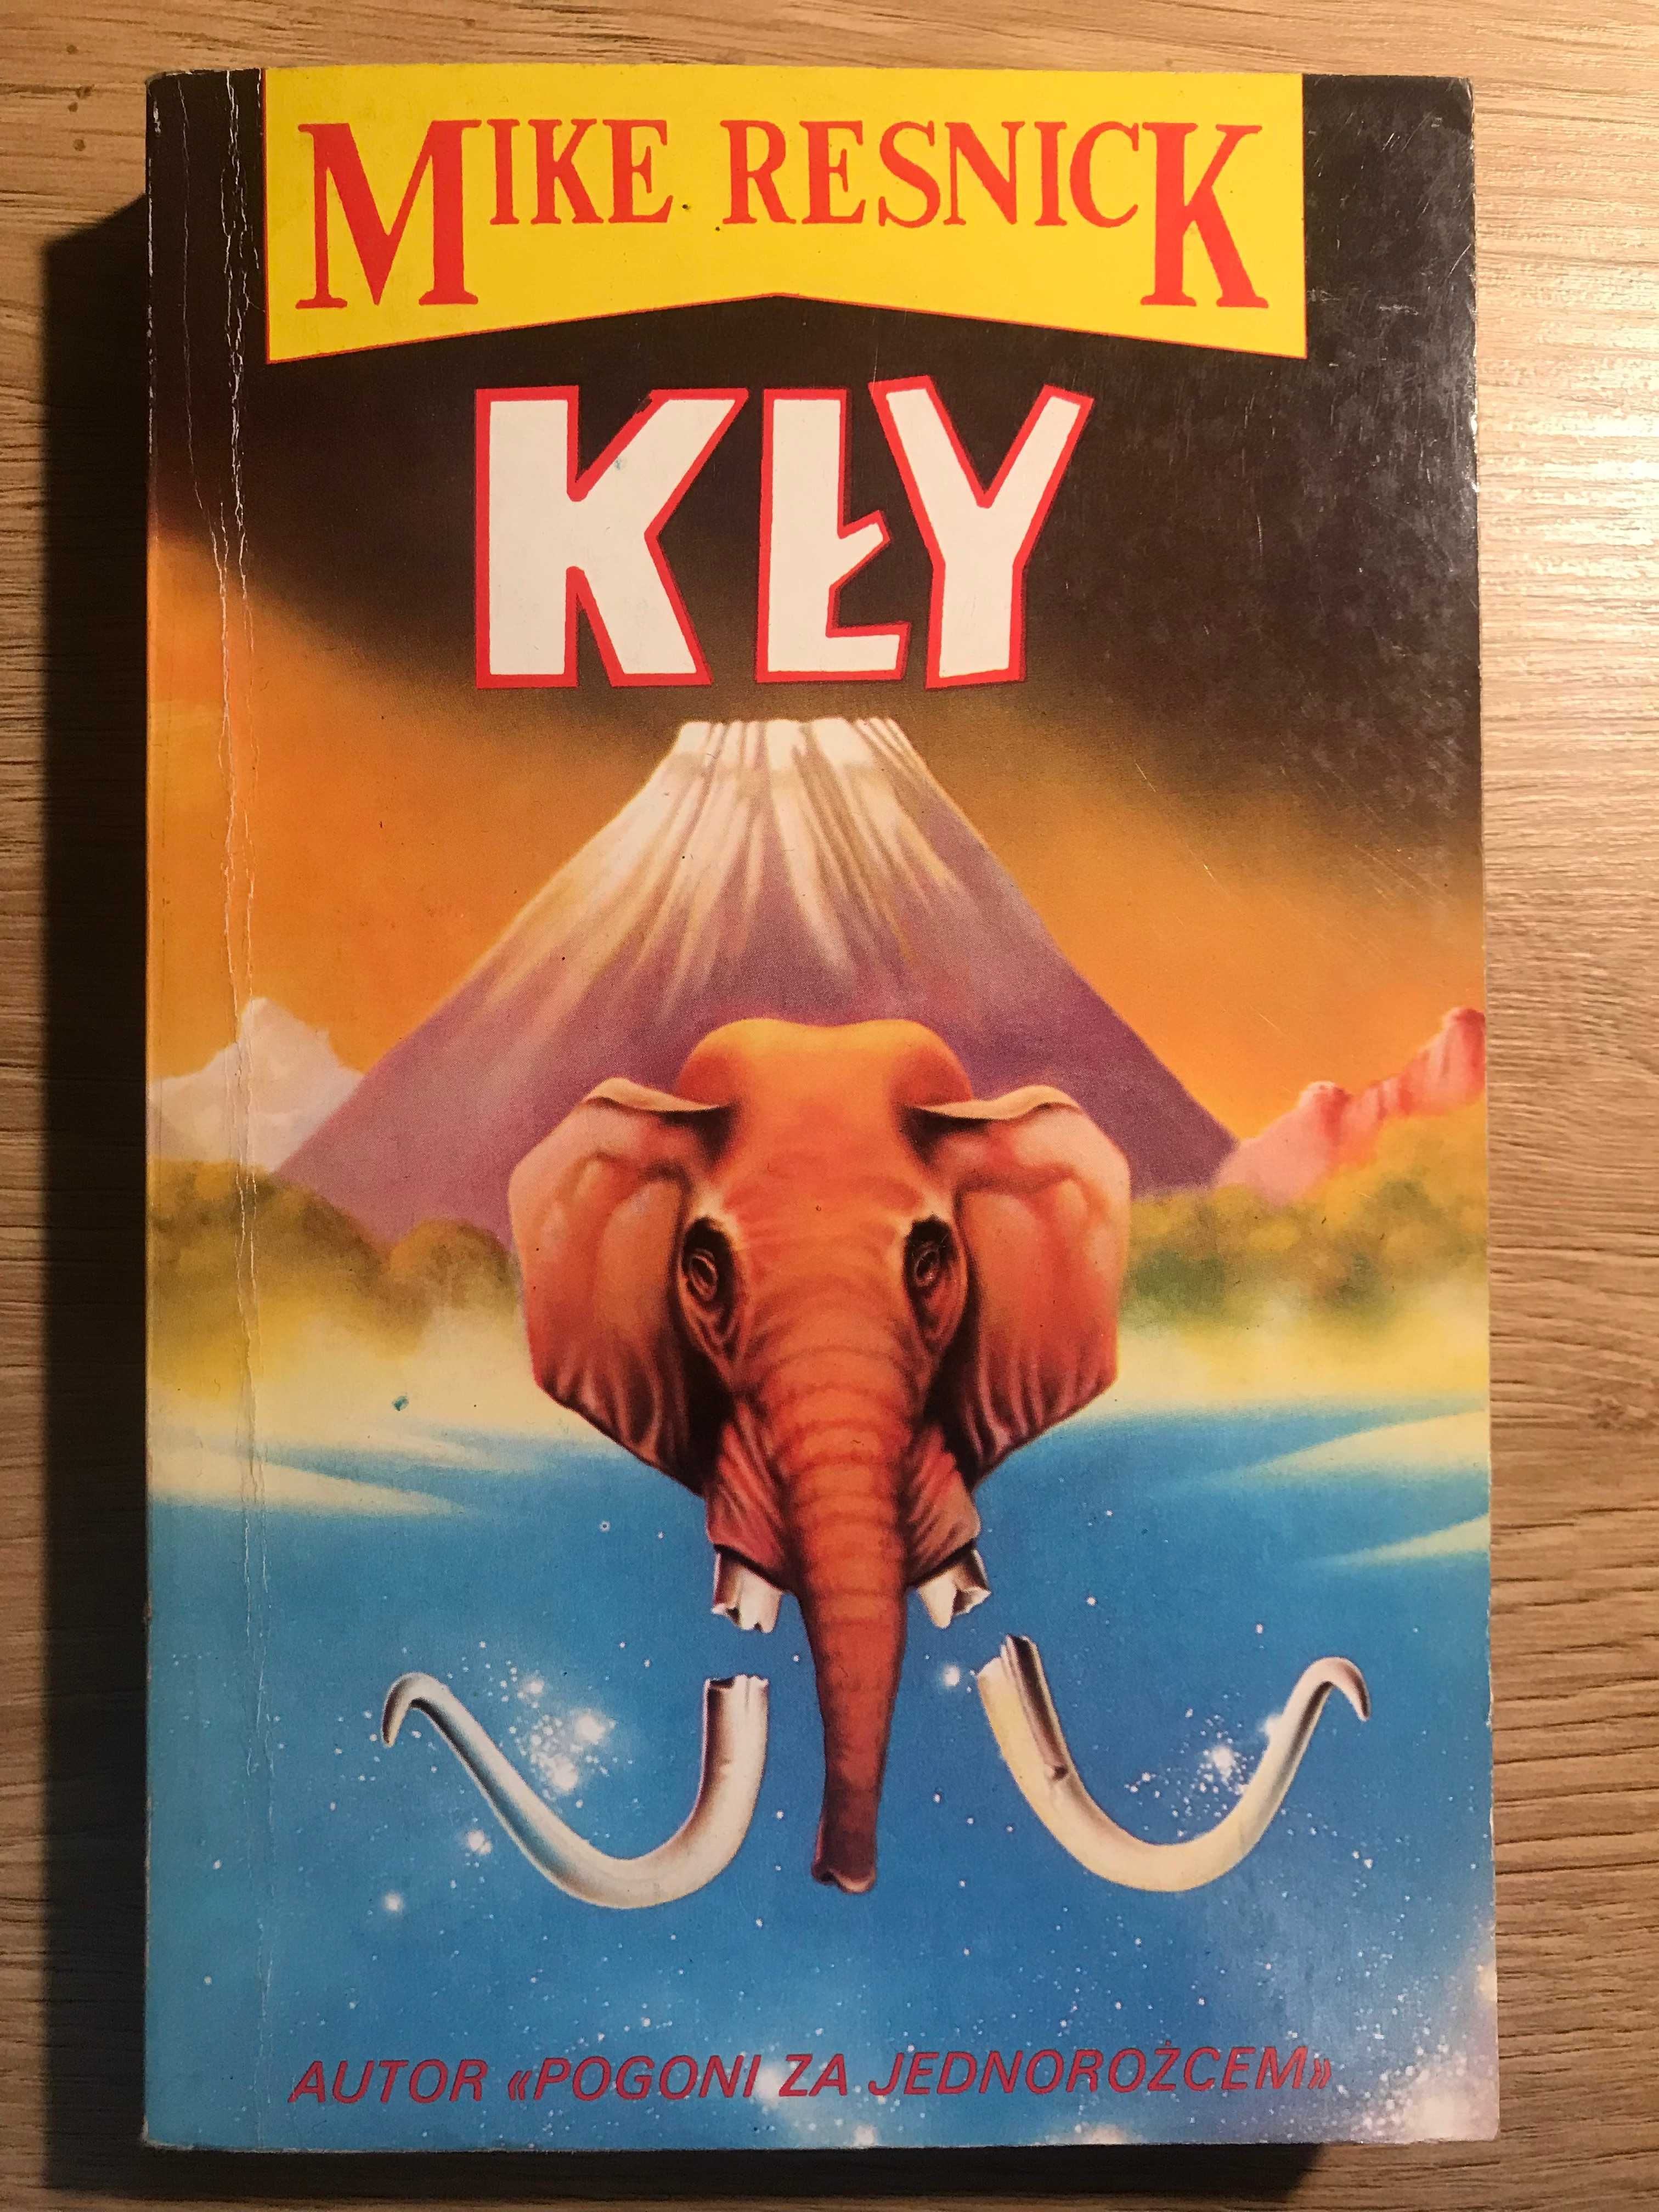 MIKE RESNICK
KŁY
AUTOR «POGONI ZA JEDNOROŻCEM»